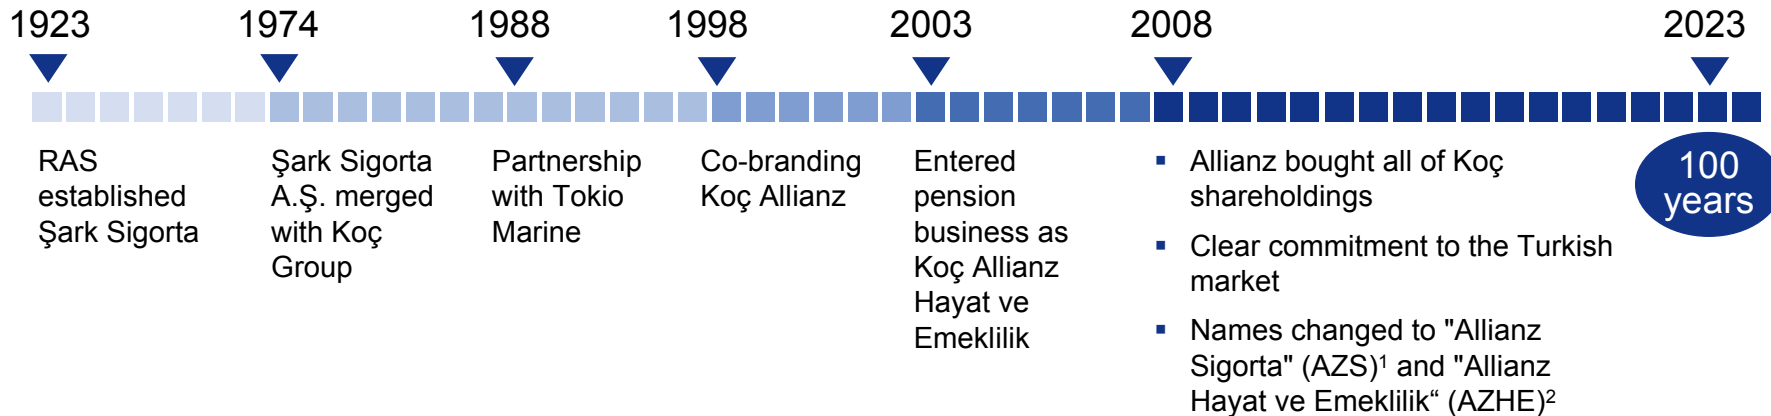 1923
1974
1988
1998
2003
2008
2023
RAS
established
Şark Sigorta
Şark Sigorta
A.Ş. merged
with Koç
Group
Partnership
with Tokio
Marine
Co-branding
Koç Allianz
Entered
pension
business as
Koç Allianz
Hayat ve
Emeklilik
▪ Allianz bought all of Koç
shareholdings
▪ Clear commitment to the Turkish
market
▪ Names changed to "Allianz
Sigorta" (AZS)¹ and "Allianz
Hayat ve Emeklilik“ (AZHE)²
100
years